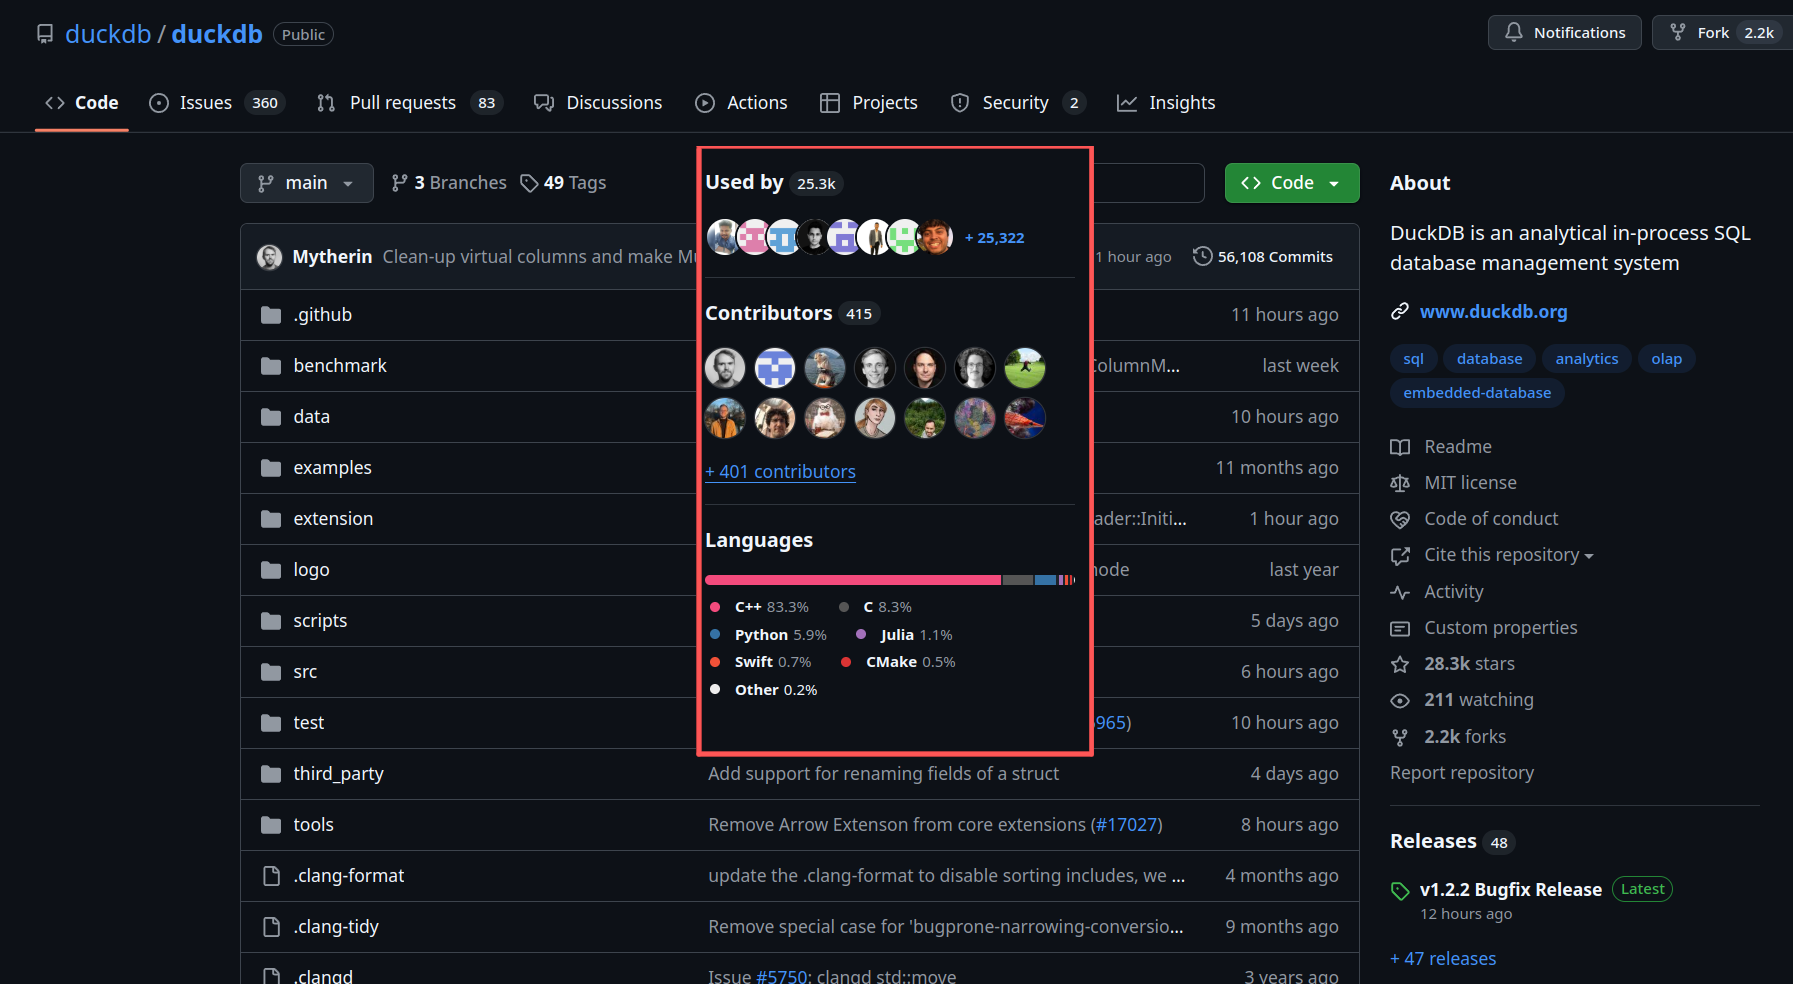 duckdb / duckdb Public
Notifications
Fork 2.2k
Code
Issues 360
Pull requests 83
Discussions
Actions
Projects
Security 2
Insights
main
3 Branches
49 Tags
Code
Mytherin Clean-up virtual columns and make
1 hour ago
56,108 Commits
.github
11 hours ago
benchmark
last week
data
10 hours ago
examples
11 months ago
extension
1 hour ago
logo
last year
scripts
5 days ago
src
6 hours ago
test
965)
10 hours ago
third_party
Add support for renaming fields of a struct
4 days ago
tools
Remove Arrow Extenson from core extensions (#17027)
8 hours ago
.clang-format
update the .clang-format to disable sorting includes, we ...
4 months ago
.clang-tidy
Remove special case for 'bugprone-narrowing-conversio...
9 months ago
.clangd
Issue #5750: clangd std::move
3 years ago
Used by 25.3k
+ 25,322
Contributors 415
+ 401 contributors
Languages
C++ 83.3%
C 8.3%
Python 5.9%
Julia 1.1%
Swift 0.7%
CMake 0.5%
Other 0.2%
About
DuckDB is an analytical in-process SQL
database management system
www.duckdb.org
sql
database
analytics
olap
embedded-database
Readme
MIT license
Code of conduct
Cite this repository
Activity
Custom properties
28.3k stars
211 watching
2.2k forks
Report repository
Releases 48
v1.2.2 Bugfix Release Latest
12 hours ago
+ 47 releases